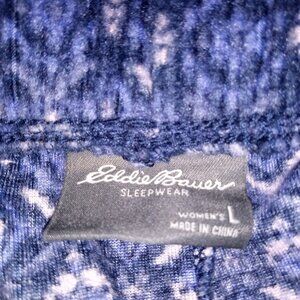 Eddie Bauer
SLEEPWEAR
WOMEN'S L
MADE IN CHINA